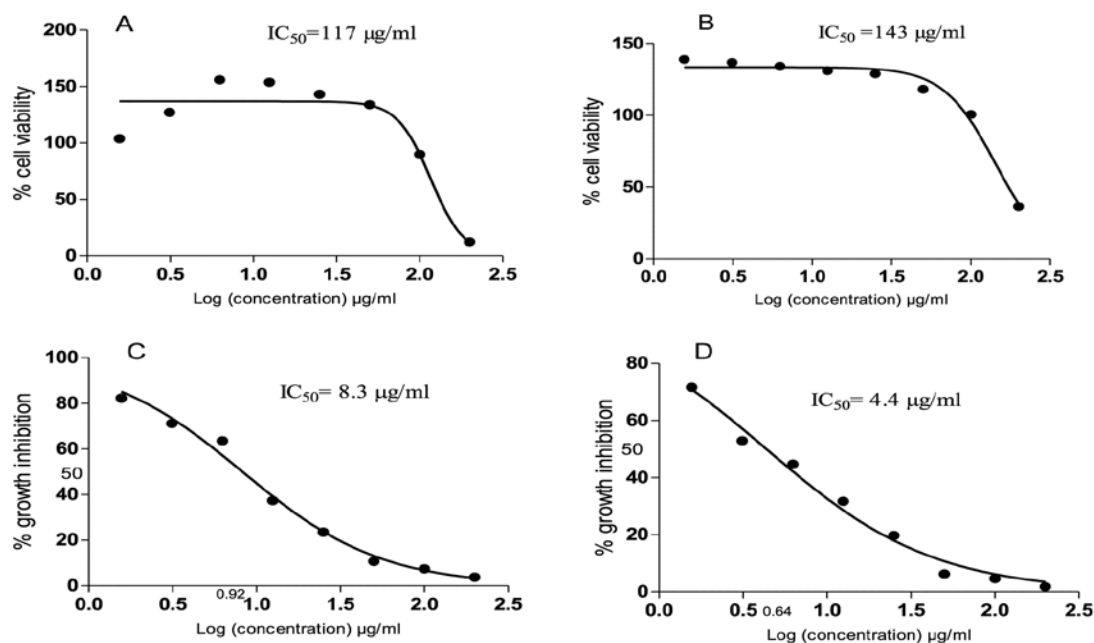 A
IC50=117 µg/ml
200
150
100
50
0
% cell viability
0.0 0.5 1.0 1.5 2.0 2.5
Log (concentration) µg/ml
B
IC50 =143 µg/ml
150
100
50
0
% cell viability
0.0 0.5 1.0 1.5 2.0 2.5
Log (concentration) µg/ml
C
IC50= 8.3 µg/ml
100
80
60
50
40
20
0
% growth inhibition
0.0 0.5 0.92 1.0 1.5 2.0 2.5
Log (concentration) µg/ml
D
IC50= 4.4 µg/ml
80
60
50
40
20
0
% growth inhibition
0.0 0.5 0.64 1.0 1.5 2.0 2.5
Log (concentration) µg/ml